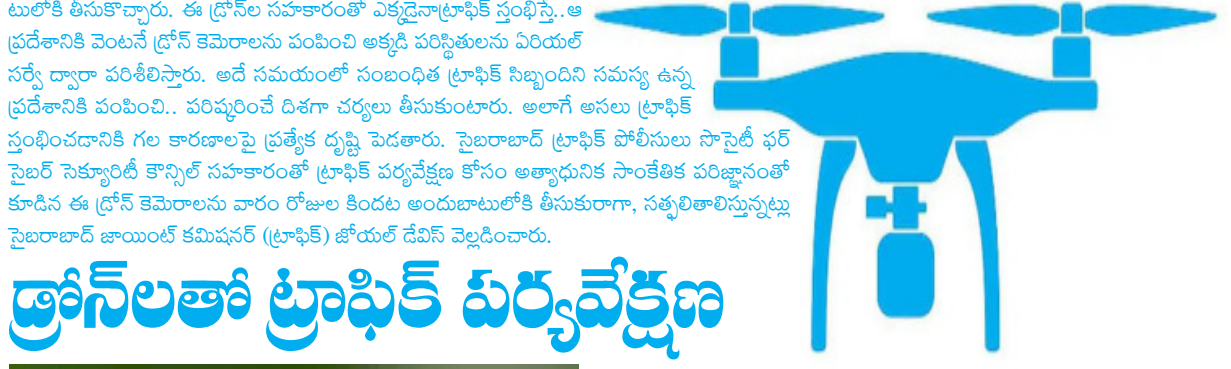 టులోకి తీసుకొచ్చారు. ఈ డ్రోన్‌ల సహకారంతో ఎక్కడైనాట్రాఫిక్ స్తంభిస్తే..ఆ
ప్రదేశానికి వెంటనే డ్రోన్ కెమెరాలను పంపించి అక్కడి పరిస్థితులను ఏరియల్
సర్వే ద్వారా పరిశీలిస్తారు. అదే సమయంలో సంబంధిత ట్రాఫిక్ సిబ్బందిని సమస్య ఉన్న
ప్రదేశానికి పంపించి.. పరిష్కరించే దిశగా చర్యలు తీసుకుంటారు. అలాగే అసలు ట్రాఫిక్
స్తంభించడానికి గల కారణాలపై ప్రత్యేక దృష్టి పెడతారు. సైబరాబాద్ ట్రాఫిక్ పోలీసులు సొసైటీ ఫర్
సైబర్ సెక్యూరిటీ కౌన్సిల్ సహకారంతో ట్రాఫిక్ పర్యవేక్షణ కోసం అత్యాధునిక సాంకేతిక పరిజ్ఞానంతో
కూడిన ఈ డ్రోన్ కెమెరాలను వారం రోజుల కిందట అందుబాటులోకి తీసుకురాగా, సత్ఫలితాలిస్తున్నట్లు
సైబరాబాద్ జాయింట్ కమిషనర్ (ట్రాఫిక్) జోయల్ డేవిస్ వెల్లడించారు.
డ్రోన్‌లతో ట్రాఫిక్ పర్యవేక్షణ